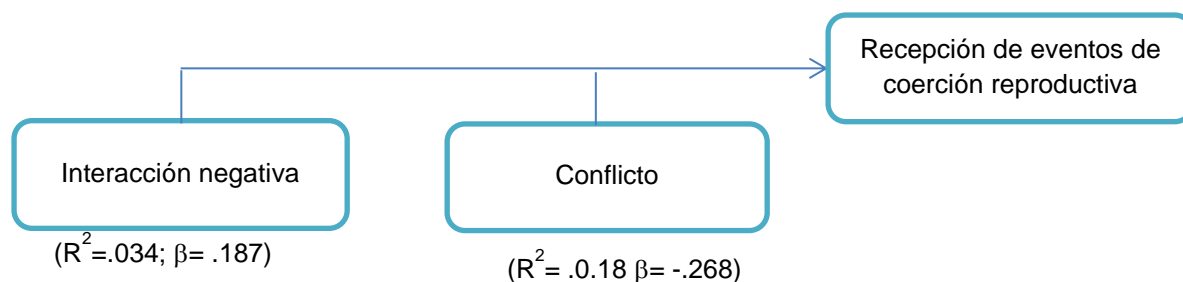 Recepción de eventos de
coerción reproductiva
Interacción negativa
Conflicto
(R²=.034; β= .187)
(R²= .0.18 β= -.268)